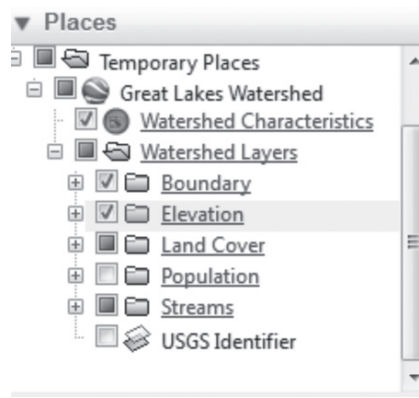 Places
Temporary Places
Great Lakes Watershed
Watershed Characteristics
Watershed Layers
Boundary
Elevation
Land Cover
Population
Streams
USGS Identifier